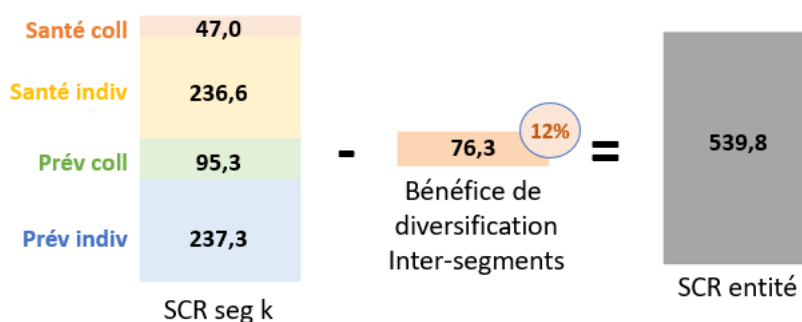 Santé coll 47,0
Santé indiv 236,6
Prév coll 95,3
Prév indiv 237,3
SCR seg k
-
76,3
12%
Bénéfice de
diversification
Inter-segments
=
539,8
SCR entité